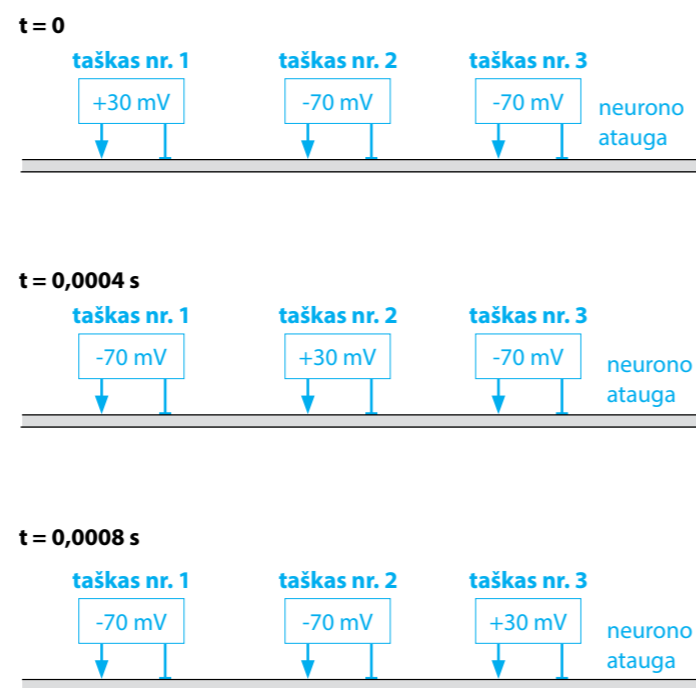 t = 0
taškas nr. 1 taškas nr. 2 taškas nr. 3
+30 mV -70 mV -70 mV
neurono
atauga
t = 0,0004 s
taškas nr. 1 taškas nr. 2 taškas nr. 3
-70 mV +30 mV -70 mV
neurono
atauga
t = 0,0008 s
taškas nr. 1 taškas nr. 2 taškas nr. 3
-70 mV -70 mV +30 mV
neurono
atauga